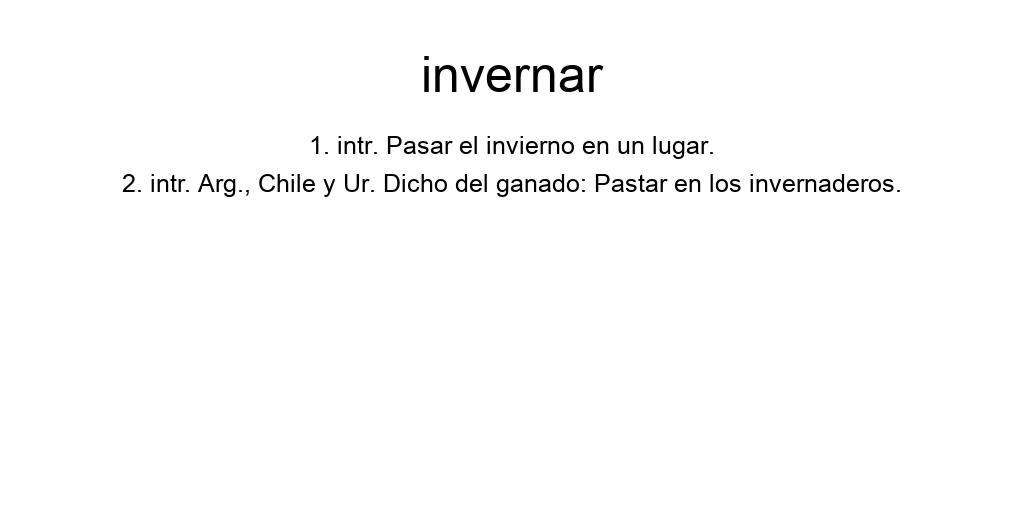 invernar
1. intr. Pasar el invierno en un lugar.
2. intr. Arg., Chile y Ur. Dicho del ganado: Pastar en los invernaderos.